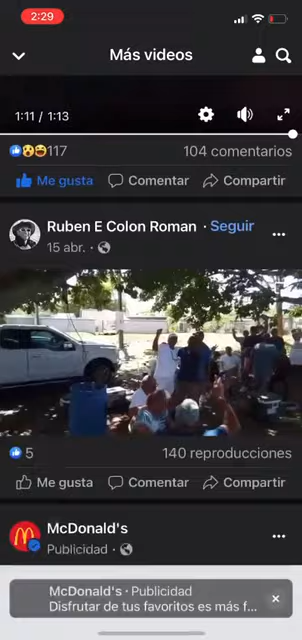 2:29
Más videos
1:11 / 1:13
117
104 comentarios
Me gusta
Comentar
Compartir
Ruben E Colon Roman · Seguir
15 abr. ·
5
140 reproducciones
Me gusta
Comentar
Compartir
McDonald's
Publicidad ·
McDonald's · Publicidad
Disfrutar de tus favoritos es más f...